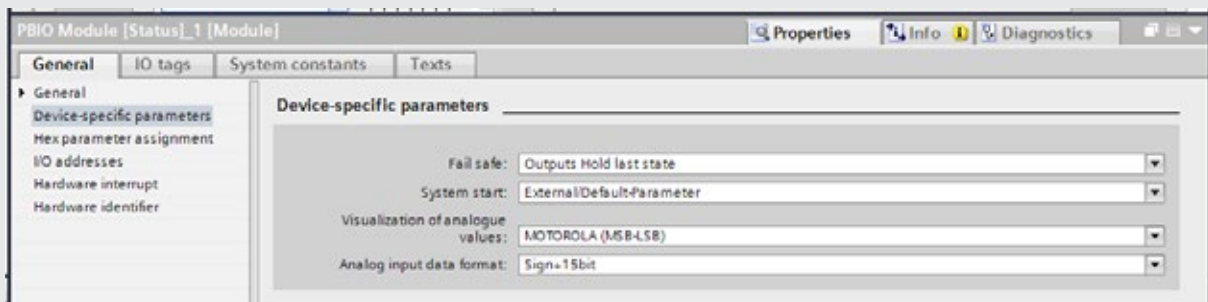 PBIO Module [Status]_1 [Module]
Properties
Info
Diagnostics
General
IO tags
System constants
Texts
General
Device-specific parameters
Hex parameter assignment
I/O addresses
Hardware interrupt
Hardware identifier
Device-specific parameters
Fail safe: Outputs Hold last state
System start: External/Default-Parameter
Visualization of analogue
values: MOTOROLA (MSB-LSB)
Analog input data format: Sign+15bit